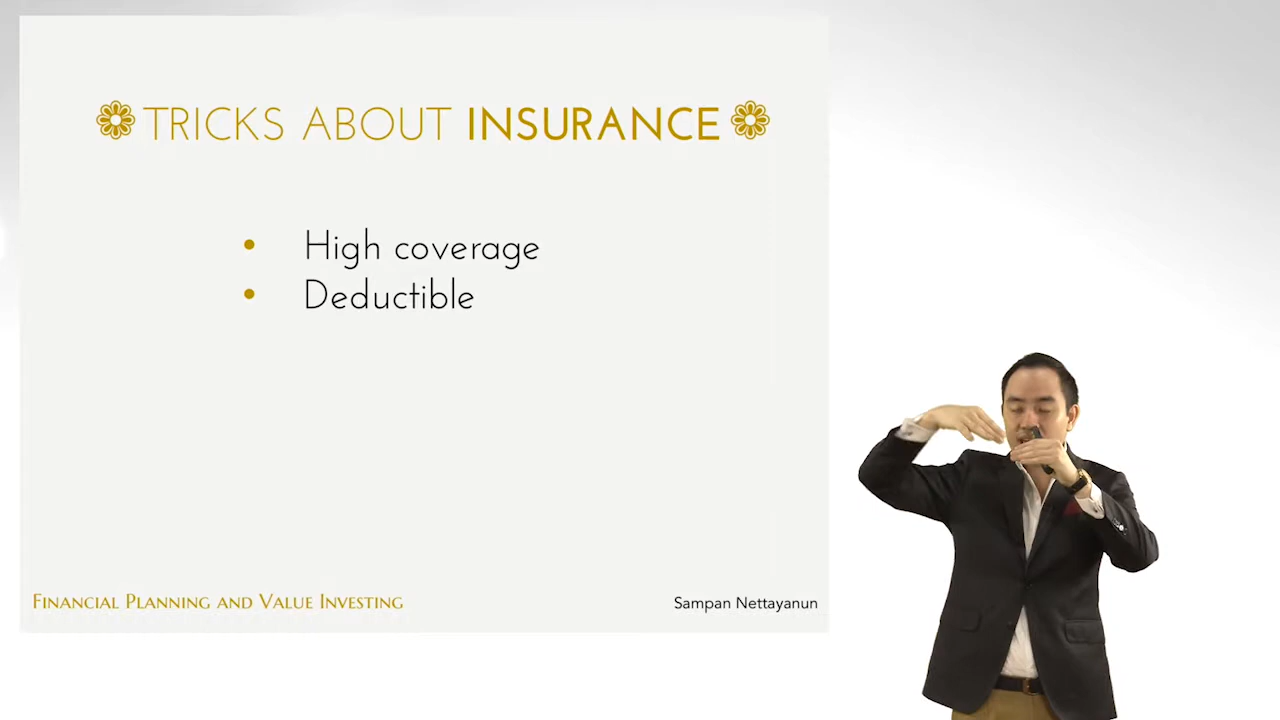 TRICKS ABOUT INSURANCE
• High coverage
• Deductible
Financial Planning and Value Investing
Sampan Nettayanun